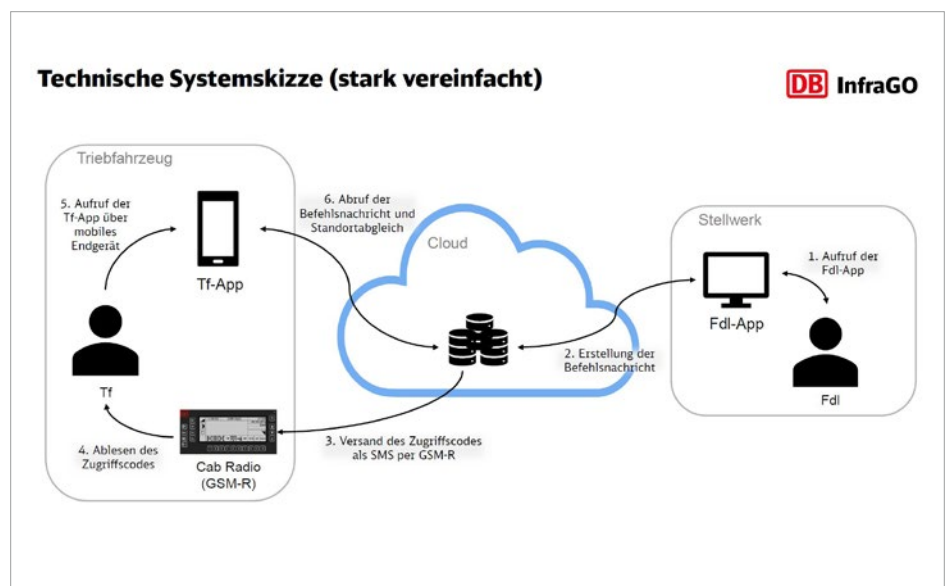 Technische Systemskizze (stark vereinfacht)
DB InfraGO
Triebfahrzeug
5. Aufruf der
Tf-App über
mobiles
Endgerät
Tf-App
Tf
4. Ablesen des
Zugriffscodes
Cab Radio
(GSM-R)
6. Abruf der
Befehlsnachricht und
Standortabgleich
Cloud
3. Versand des Zugriffscodes
als SMS per GSM-R
2. Erstellung der
Befehlsnachricht
Stellwerk
1. Aufruf der
Fdl-App
Fdl-App
Fdl